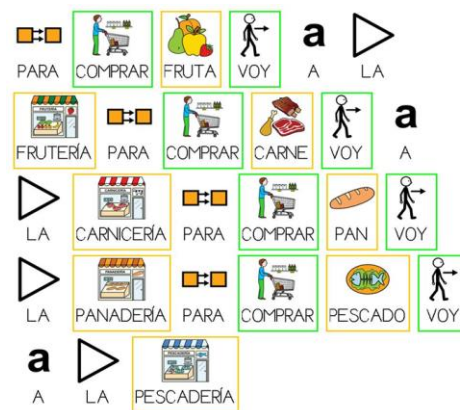 a
PARA COMPRAR FRUTA VOY A LA
a
FRUTERÍA PARA COMPRAR CARNE VOY A
LA CARNICERÍA PARA COMPRAR PAN VOY
LA PANADERÍA PARA COMPRAR PESCADO VOY
a
A LA PESCADERÍA